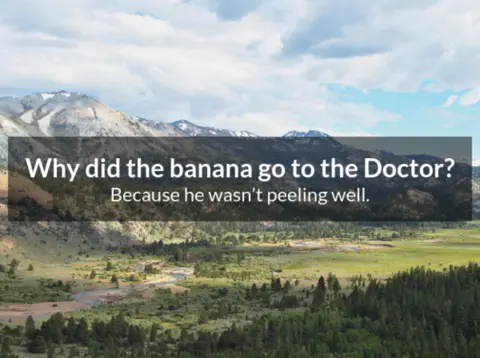 Why did the banana go to the Doctor?
Because he wasn't peeling well.